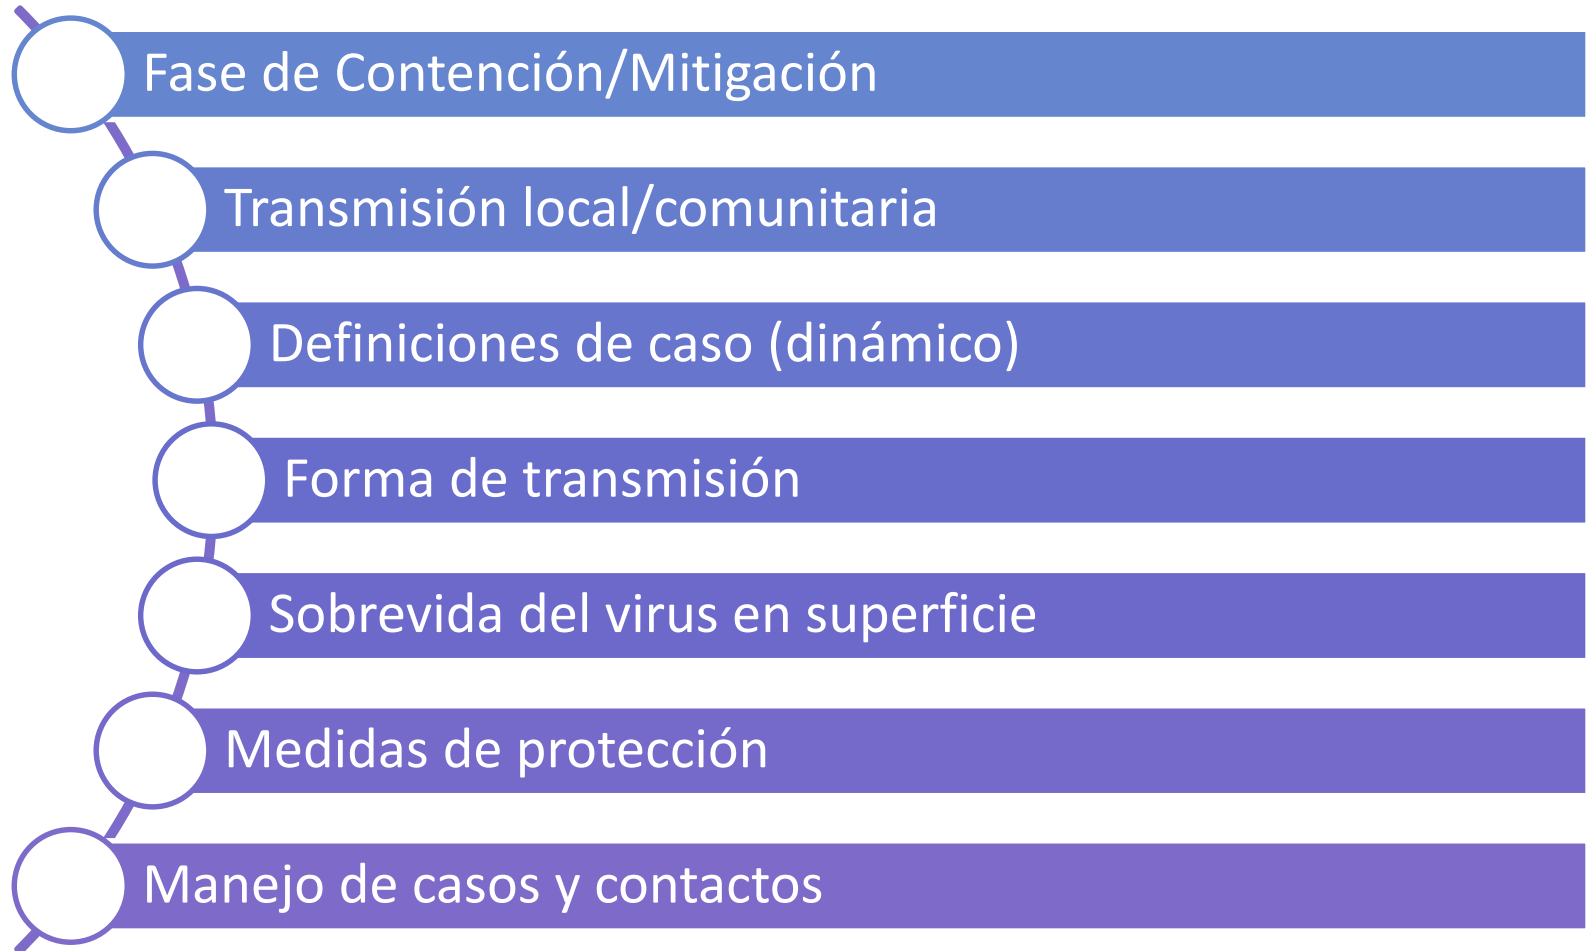 Fase de Contención/Mitigación
Transmisión local/comunitaria
Definiciones de caso (dinámico)
Forma de transmisión
Sobrevida del virus en superficie
Medidas de protección
Manejo de casos y contactos